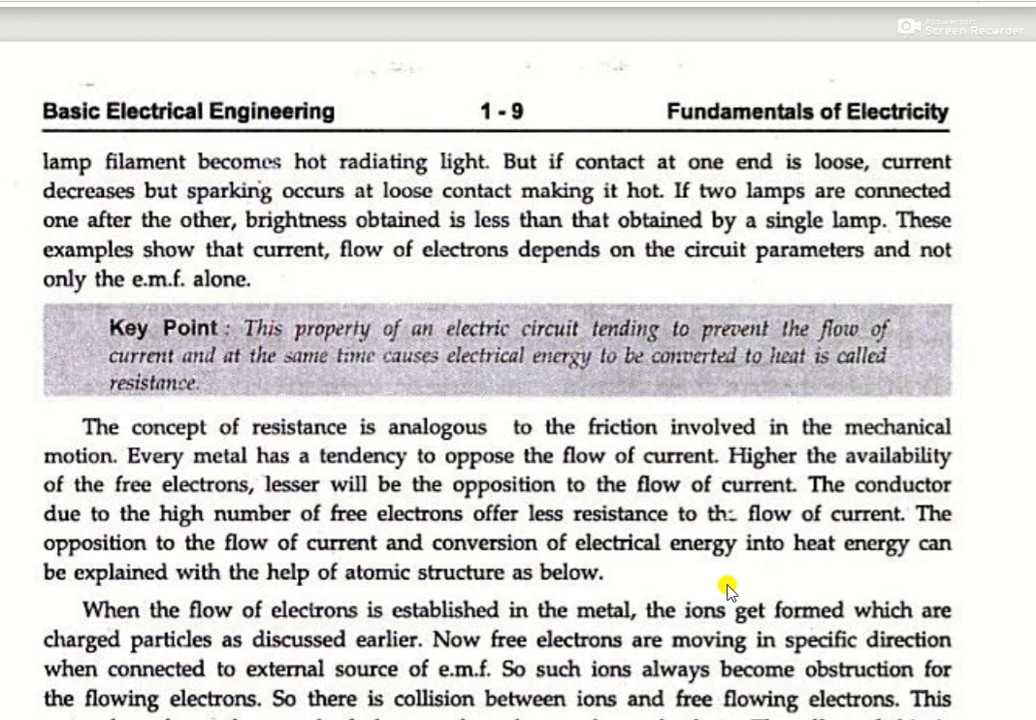 Apowersoft
Screen Recorder
Basic Electrical Engineering 1 - 9 Fundamentals of Electricity
lamp filament becomes hot radiating light. But if contact at one end is loose, current
decreases but sparking occurs at loose contact making it hot. If two lamps are connected
one after the other, brightness obtained is less than that obtained by a single lamp. These
examples show that current, flow of electrons depends on the circuit parameters and not
only the e.m.f. alone.
Key Point : This property of an electric circuit tending to prevent the flow of
current and at the same time causes electrical energy to be converted to heat is called
resistance.
The concept of resistance is analogous to the friction involved in the mechanical
motion. Every metal has a tendency to oppose the flow of current. Higher the availability
of the free electrons, lesser will be the opposition to the flow of current. The conductor
due to the high number of free electrons offer less resistance to the flow of current. The
opposition to the flow of current and conversion of electrical energy into heat energy can
be explained with the help of atomic structure as below.
When the flow of electrons is established in the metal, the ions get formed which are
charged particles as discussed earlier. Now free electrons are moving in specific direction
when connected to external source of e.m.f. So such ions always become obstruction for
the flowing electrons. So there is collision between ions and free flowing electrons. This